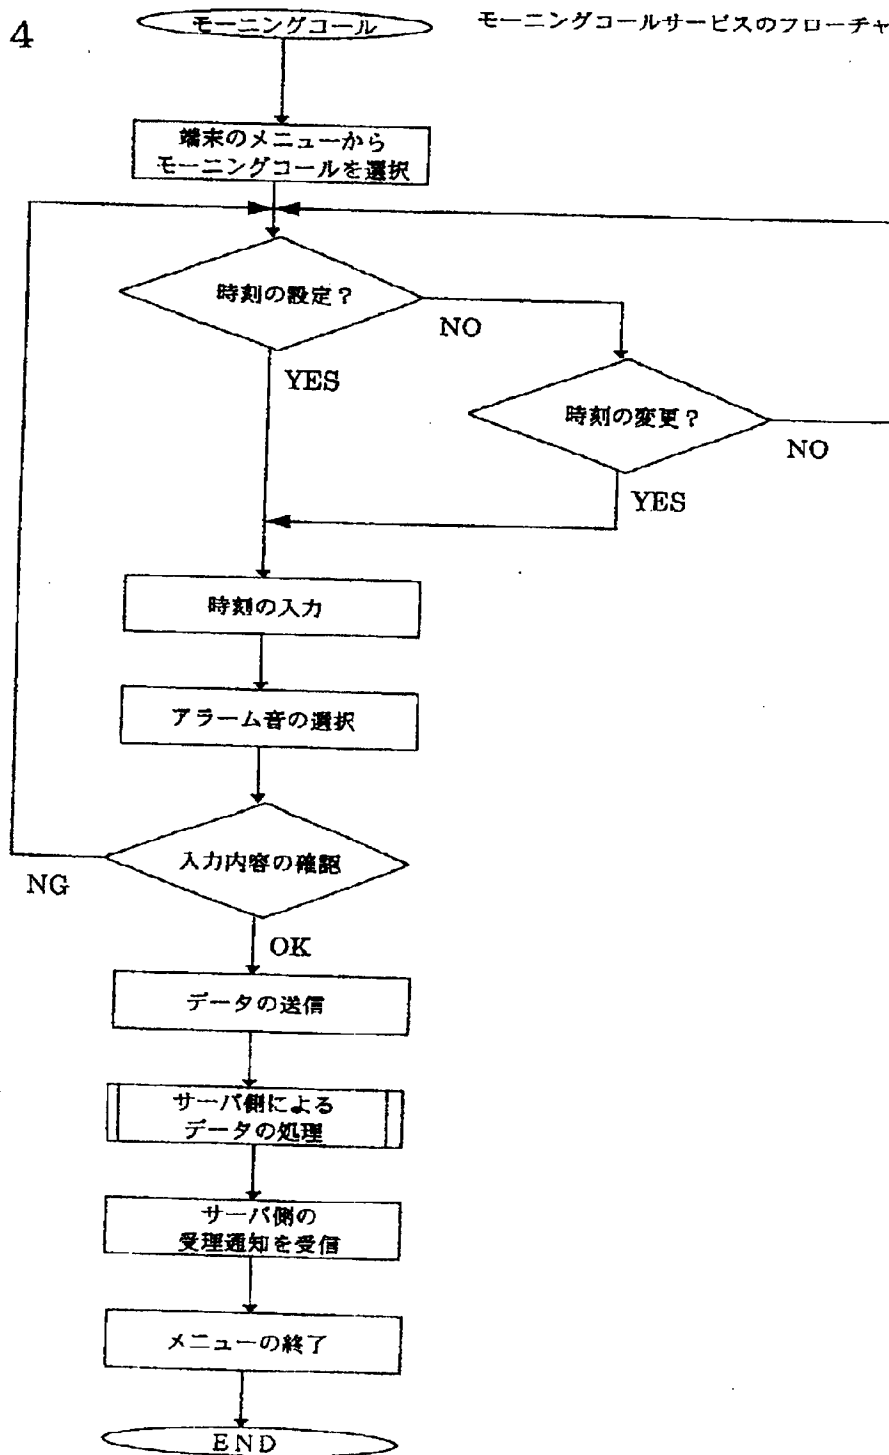 4
モーニングコール
モーニングコールサービスのフローチャ
端末のメニューから
モーニングコールを選択
時刻の設定?
NO
YES
時刻の変更?
NO
YES
時刻の入力
アラーム音の選択
入力内容の確認
NG
OK
データの送信
サーバ側による
データの処理
サーバ側の
受理通知を受信
メニューの終了
END